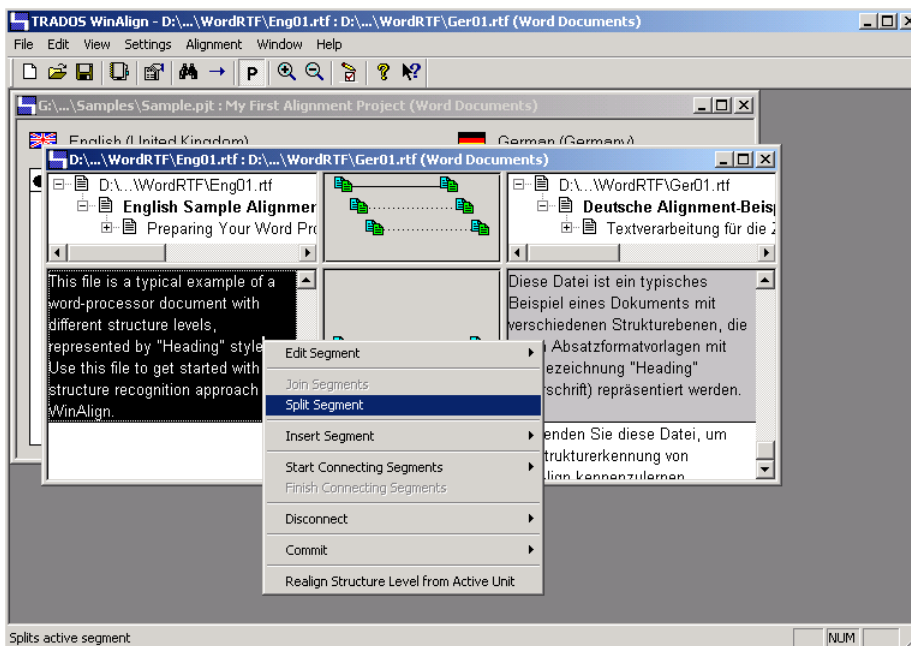 TRADOS WinAlign - D:\...\WordRTF\Eng01.rtf : D:\...\WordRTF\Ger01.rtf (Word Documents)
File Edit View Settings Alignment Window Help
P
G:\...\Samples\Sample.pjt : My First Alignment Project (Word Documents)
English (United Kingdom) German (Germany)
D:\...\WordRTF\Eng01.rtf : D:\...\WordRTF\Ger01.rtf (Word Documents)
D:\...\WordRTF\Eng01.rtf
English Sample Alignmer
Preparing Your Word Pro
D:\...\WordRTF\Ger01.rtf
Deutsche Alignment-Beis
Textverarbeitung für die
This file is a typical example of a
word-processor document with
different structure levels,
represented by "Heading" style
Use this file to get started with
structure recognition approach
WinAlign.
Diese Datei ist ein typisches
Beispiel eines Dokuments mit
verschiedenen Strukturebenen, die
Absatzformatvorlagen mit
ezeichnung "Heading"
schrift) repräsentiert werden.
enden Sie diese Datei, um
trukturerkennung von
lign kennenzulernen
Edit Segment
Join Segments
Split Segment
Insert Segment
Start Connecting Segments
Finish Connecting Segments
Disconnect
Commit
Realign Structure Level from Active Unit
Splits active segment
NUM